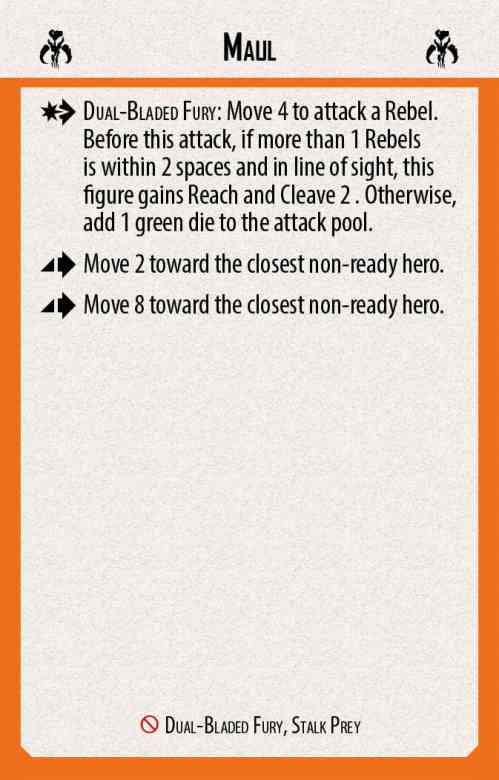 Maul
Dual-Bladed Fury: Move 4 to attack a Rebel.
Before this attack, if more than 1 Rebels
is within 2 spaces and in line of sight, this
figure gains Reach and Cleave 2 . Otherwise,
add 1 green die to the attack pool.
Move 2 toward the closest non-ready hero.
Move 8 toward the closest non-ready hero.
Dual-Bladed Fury, Stalk Prey